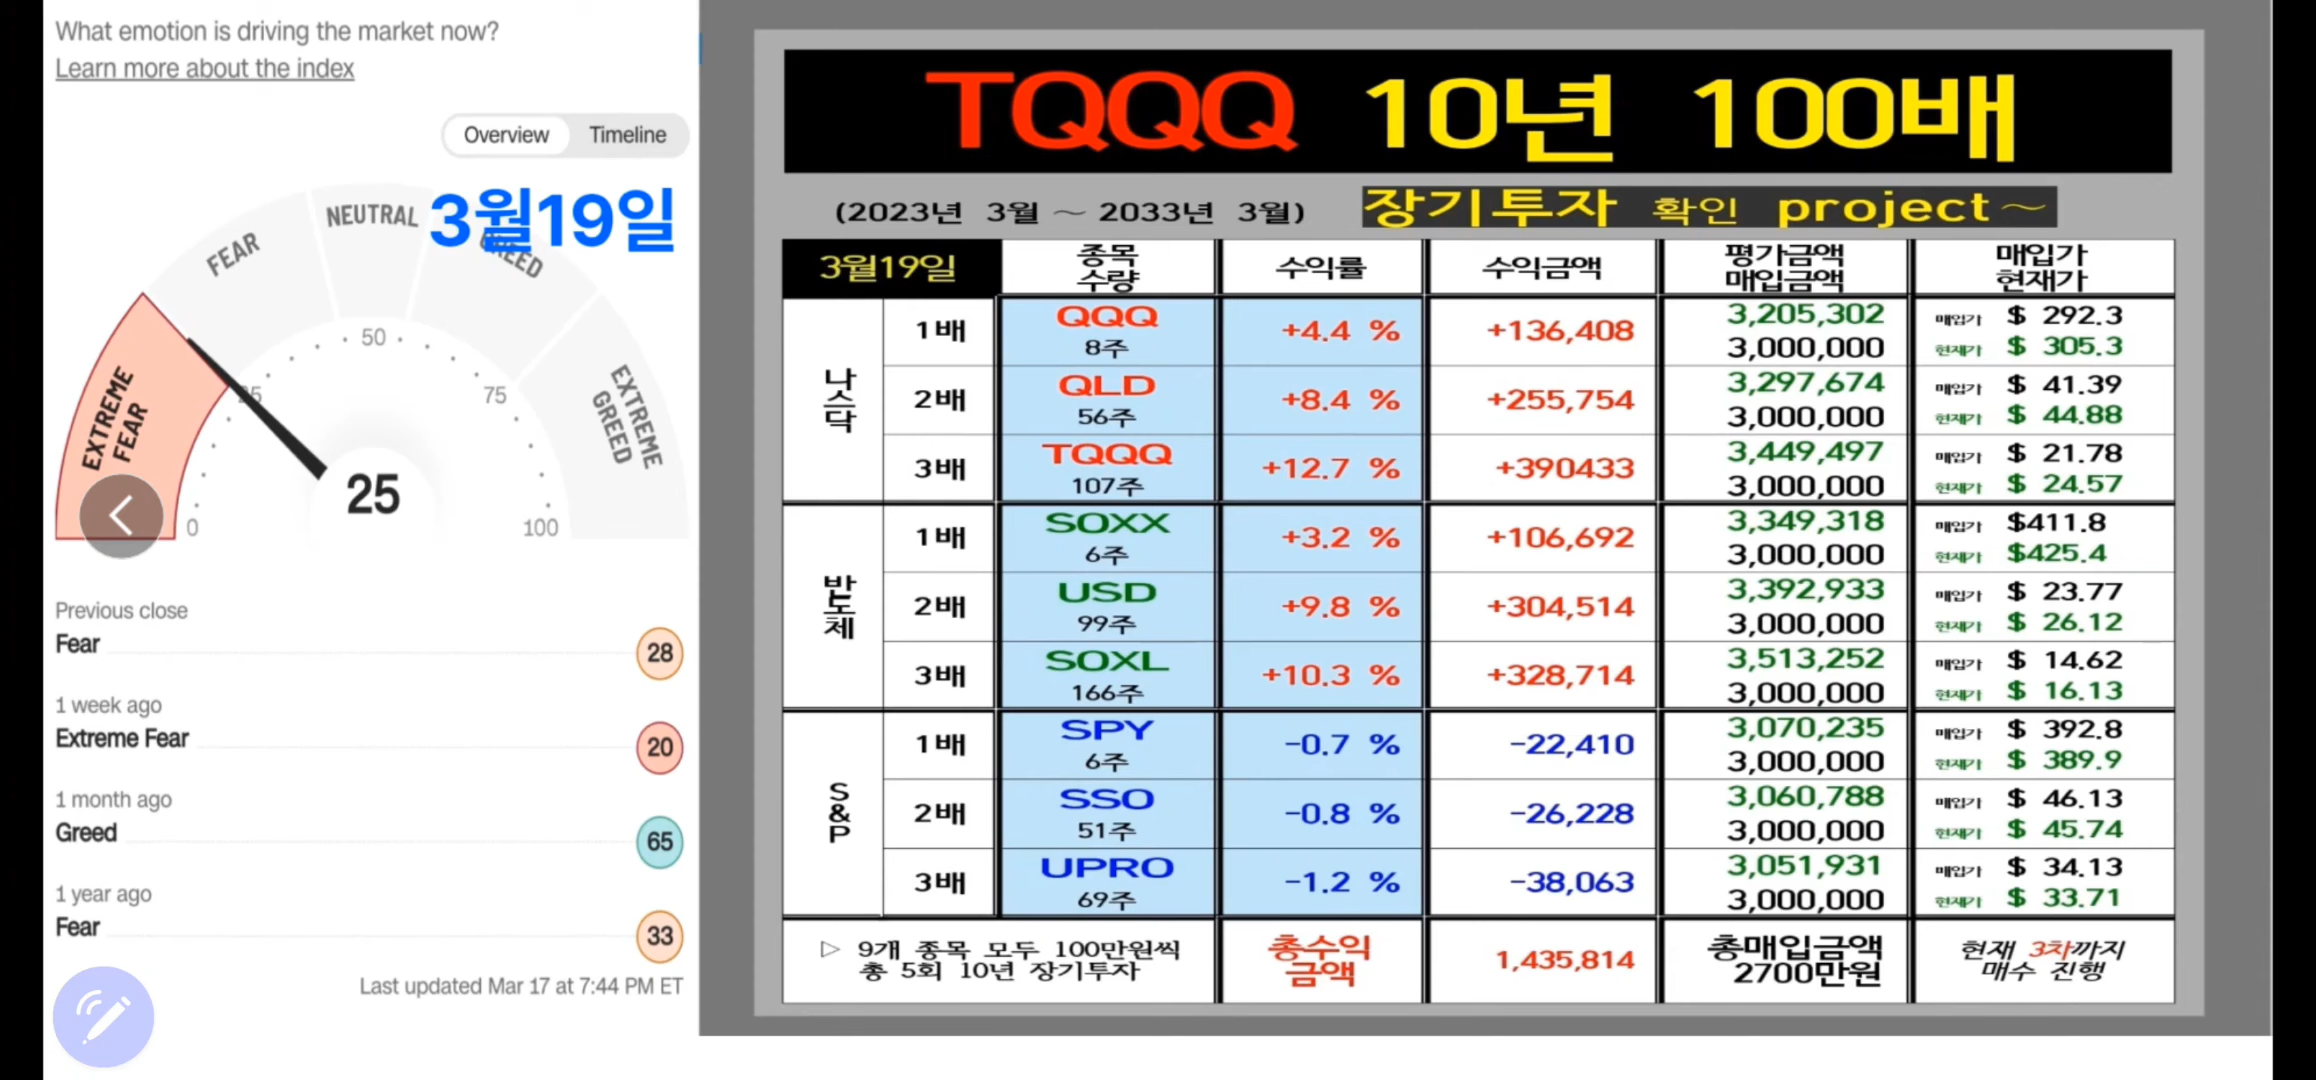 What emotion is driving the market now?
Learn more about the index
Overview
Timeline
3월19일
EXTREME FEAR
FEAR
NEUTRAL
GREED
EXTREME GREED
0
25
50
75
100
25
Previous close
Fear
28
1 week ago
Extreme Fear
20
1 month ago
Greed
65
1 year ago
Fear
33
Last updated Mar 17 at 7:44 PM ET
TQQQ 10년 100배
(2023년 3월 ~ 2033년 3월) 장기투자 확인 project~
3월19일
종목
수량
수익률
수익금액
평가금액
매입금액
매입가
현재가
나스닥
1배
QQQ
8주
+4.4 %
+136,408
3,205,302
3,000,000
매입가 $ 292.3
현재가 $ 305.3
2배
QLD
56주
+8.4 %
+255,754
3,297,674
3,000,000
매입가 $ 41.39
현재가 $ 44.88
3배
TQQQ
107주
+12.7 %
+390433
3,449,497
3,000,000
매입가 $ 21.78
현재가 $ 24.57
반도체
1배
SOXX
6주
+3.2 %
+106,692
3,349,318
3,000,000
매입가 $411.8
현재가 $425.4
2배
USD
99주
+9.8 %
+304,514
3,392,933
3,000,000
매입가 $ 23.77
현재가 $ 26.12
3배
SOXL
166주
+10.3 %
+328,714
3,513,252
3,000,000
매입가 $ 14.62
현재가 $ 16.13
S&P
1배
SPY
6주
-0.7 %
-22,410
3,070,235
3,000,000
매입가 $ 392.8
현재가 $ 389.9
2배
SSO
51주
-0.8 %
-26,228
3,060,788
3,000,000
매입가 $ 46.13
현재가 $ 45.74
3배
UPRO
69주
-1.2 %
-38,063
3,051,931
3,000,000
매입가 $ 34.13
현재가 $ 33.71
▷ 9개 종목 모두 100만원씩
총 5회 10년 장기투자
총수익
금액
1,435,814
총매입금액
2700만원
현재 3차까지
매수 진행